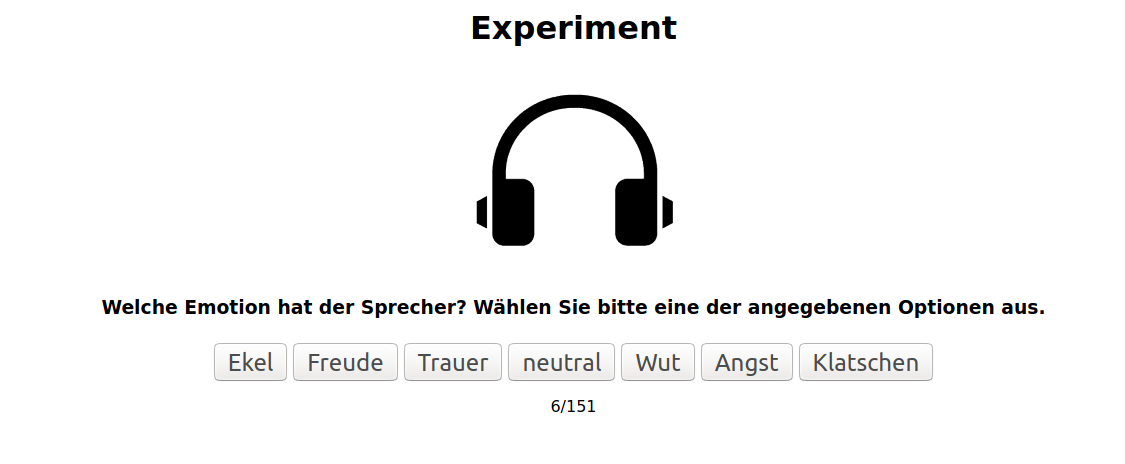 Experiment
Welche Emotion hat der Sprecher? Wählen Sie bitte eine der angegebenen Optionen aus.
Ekel Freude Trauer neutral Wut Angst Klatschen
6/151